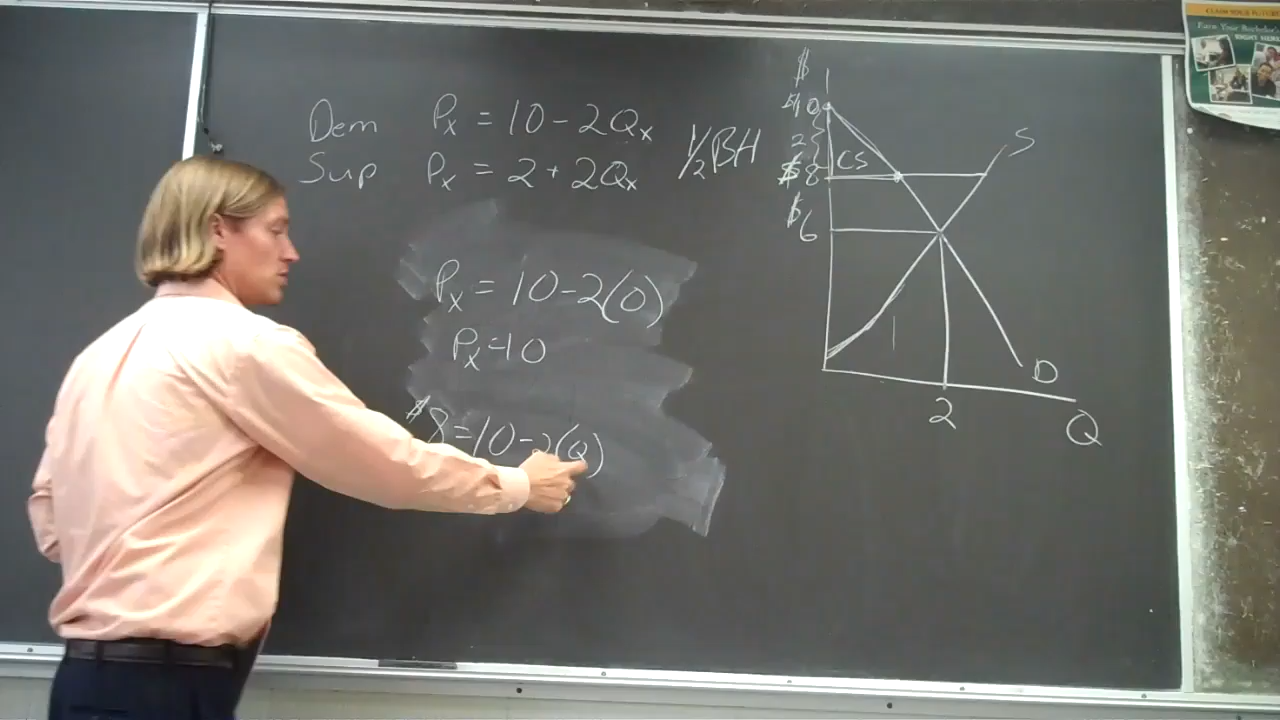 Dem Px = 10 - 2Qx
Sup Px = 2 + 2Qx
1/2 BH
Px = 10 - 2(0)
Px = 10
$8 = 10 - 2(Q)
$
10
2
CS
$8
$6
S
D
2
Q